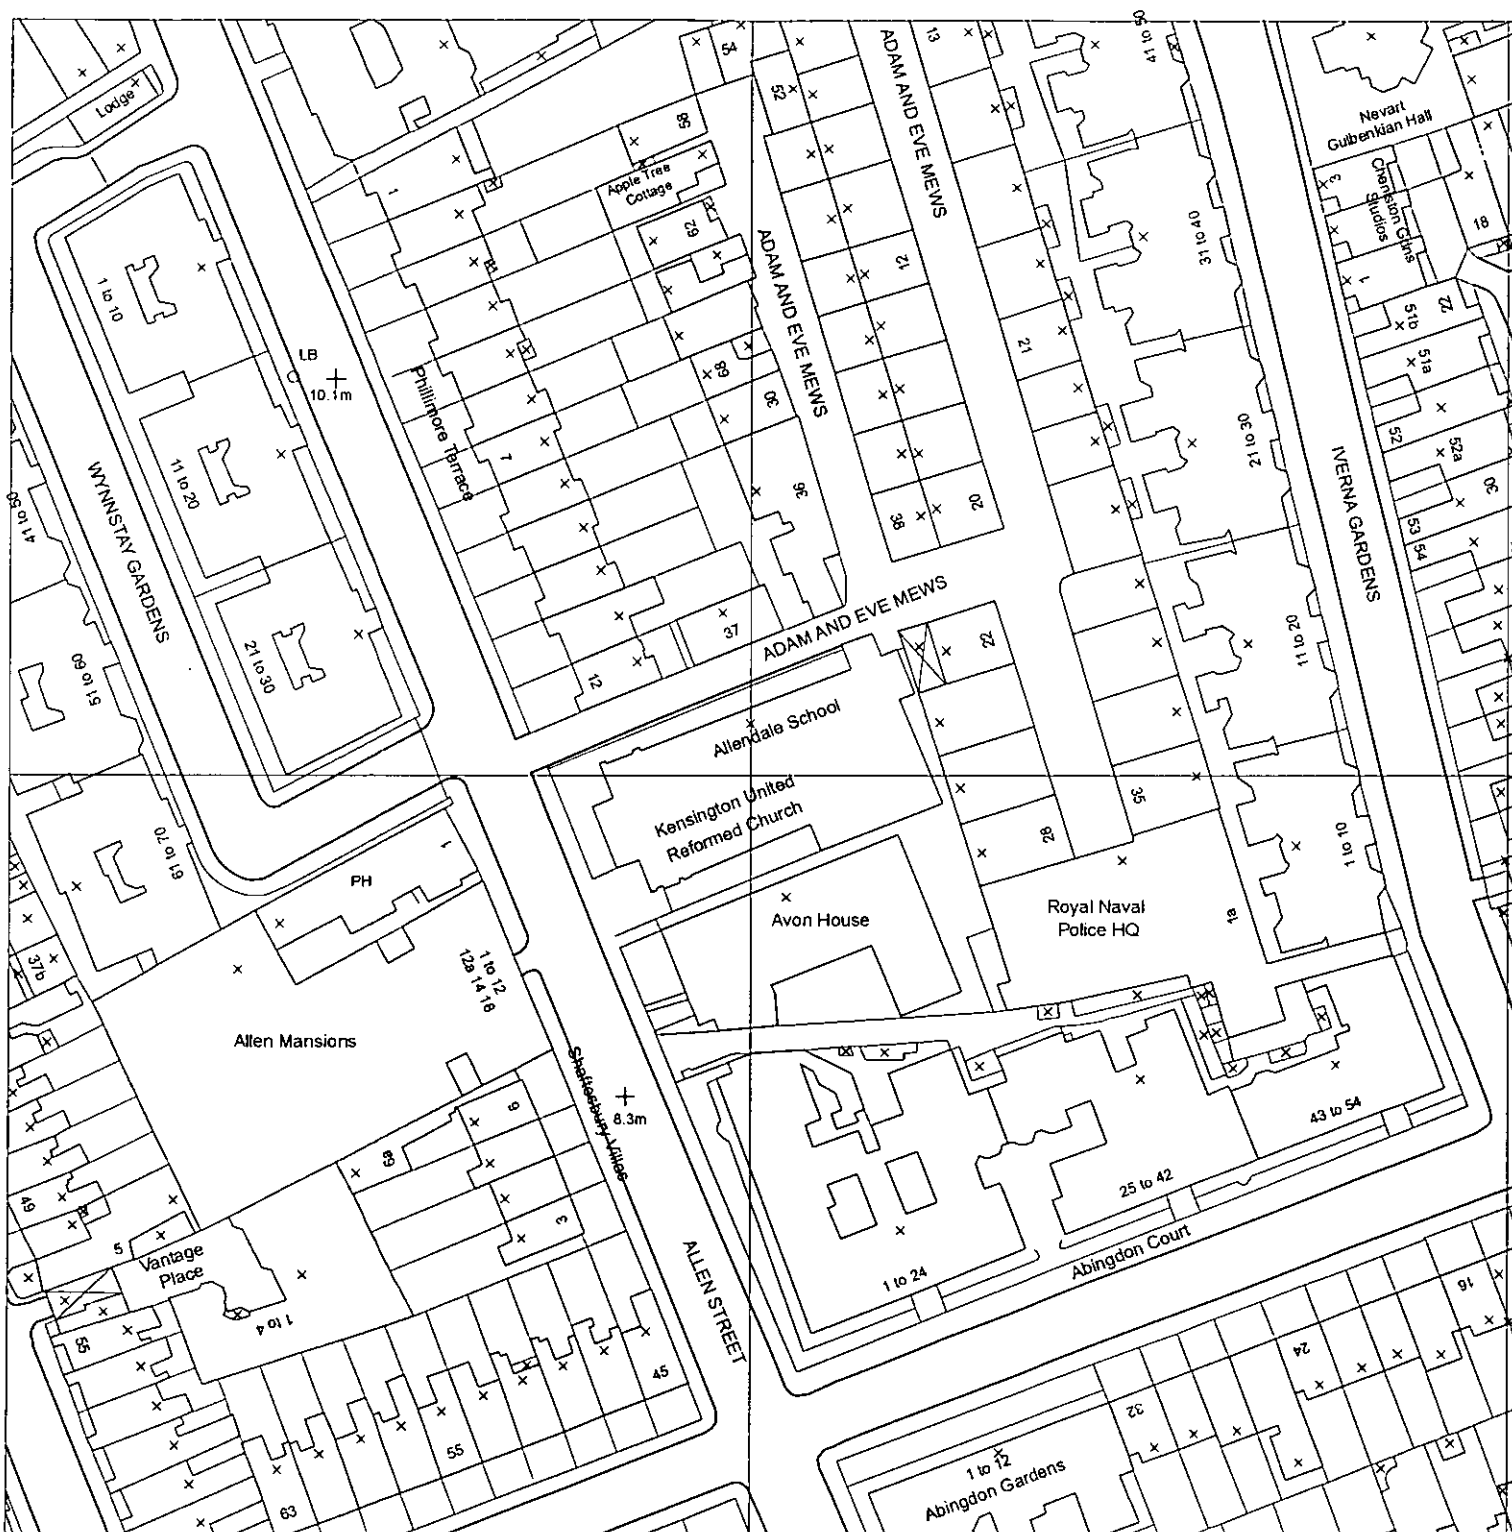 Lodge
54
52
58
ADAM AND EVE MEWS
13
41 to 50
Nevart
Gulbenkian Hall
Apple Tree
Cottage
62
1
3
Chenston Gdns
Studios
18
1 to 10
ADAM AND EVE MEWS
12
31 to 40
1
22
51b
51a
LB
10.1m
Phillimore Terrace
68
30
21
52
52a
11 to 20
7
36
38
20
21 to 30
IVERNA GARDENS
30
53
54
41 to 50
WYNNSTAY GARDENS
51 to 60
21 to 30
12
37
ADAM AND EVE MEWS
22
11 to 20
Allendale School
Kensington United
Reformed Church
35
28
1 to 10
61 to 70
1
PH
Avon House
Royal Naval
Police HQ
1a
37b
1 to 12
12a 14 16
Allen Mansions
Shaftesbury Villas
8.3m
6
6a
3
49
5
Vantage
Place
1 to 4
55
43 to 54
25 to 42
1 to 24
Abingdon Court
ALLEN STREET
45
55
63
16
24
32
1 to 12
Abingdon Gardens